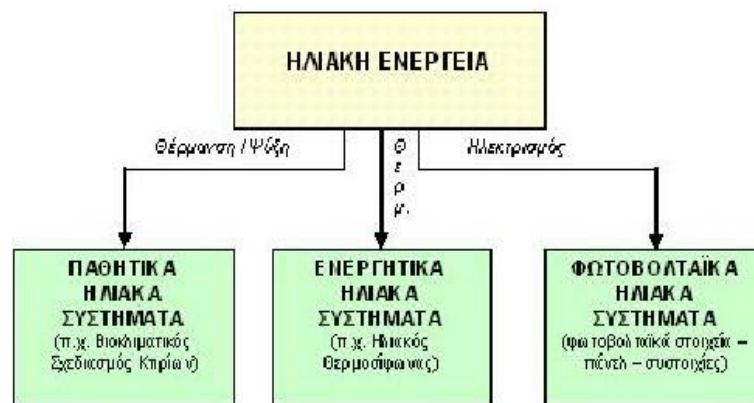 ΗΛΙΑΚΗ ΕΝΕΡΓΕΙΑ
Θέρμανση / Ψύξη
Θερμ.
Ηλεκτρισμός
ΠΑΘΗΤΙΚΑ
ΗΛΙΑΚΑ
ΣΥΣΤΗΜΑΤΑ
(π.χ. Βιοκλιματικός
Σχεδιασμός Κτιρίων)
ΕΝΕΡΓΗΤΙΚΑ
ΗΛΙΑΚΑ
ΣΥΣΤΗΜΑΤΑ
(π.χ. Ηλιακός
Θερμοσίφωνας)
ΦΩΤΟΒΟΛΤΑΪΚΑ
ΗΛΙΑΚΑ
ΣΥΣΤΗΜΑΤΑ
(φωτοβολταϊκά στοιχεία –
πάνελ – συστοιχίες)